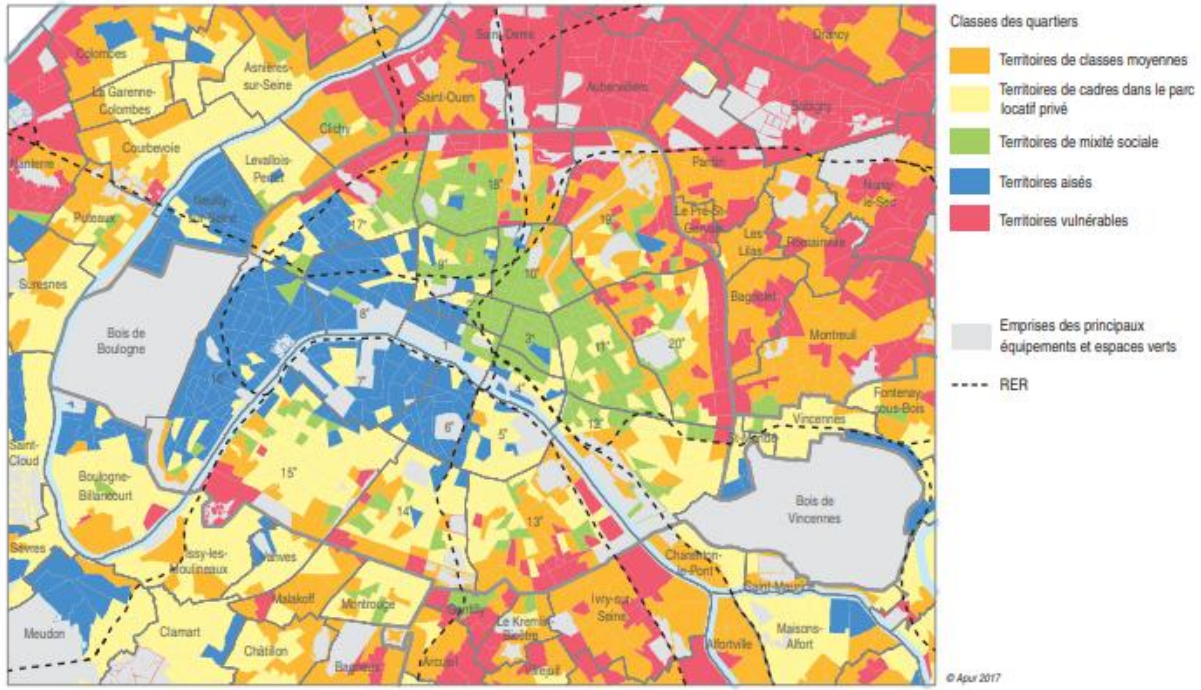 Colombes
La Garenne-
Colombes
Asnières-
sur-Seine
Saint-Denis
Drancy
Aubervilliers
Saint-Ouen
Bobigny
Clichy
Courbevoie
Nanterre
Levallois-
Perret
Pantin
Noisy-
le-Sec
Neuilly-
sur-Seine
Puteaux
17e
18e
19e
Le Pré-St-
Gervais
Les
Lilas
Romainville
Suresnes
9e
10e
Bagnolet
Bois de
Boulogne
8e
2e
1
3e
11e
20e
Montreuil
16e
7e
4e
Fontenay-
sous-Bois
6e
5e
12e
Vincennes
St-Mandé
Saint-
Cloud
Boulogne-
Billancourt
15e
14
13e
Bois de
Vincennes
Sèvres
Issy-les-
Moulineaux
Vanves
Charenton-
le-Pont
Saint-Maurice
Malakoff
Montrouge
Gentilly
Ivry-sur-
Seine
Le Kremlin-
Bicêtre
Meudon
Clamart
Châtillon
Bagneux
Arcueil
Villejuif
Alfortville
Maisons-
Alfort
Classes des quartiers
Territoires de classes moyennes
Territoires de cadres dans le parc
locatif privé
Territoires de mixité sociale
Territoires aisés
Territoires vulnérables
Emprises des principaux
équipements et espaces verts
RER
© Apur 2017